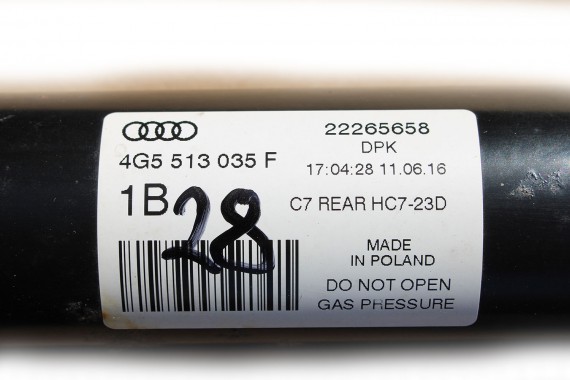 22265658
4G5 513 035 F
DPK
17:04:28 11.06.16
1B
28
C7 REAR HC7-23D
MADE
IN POLAND
DO NOT OPEN
GAS PRESSURE